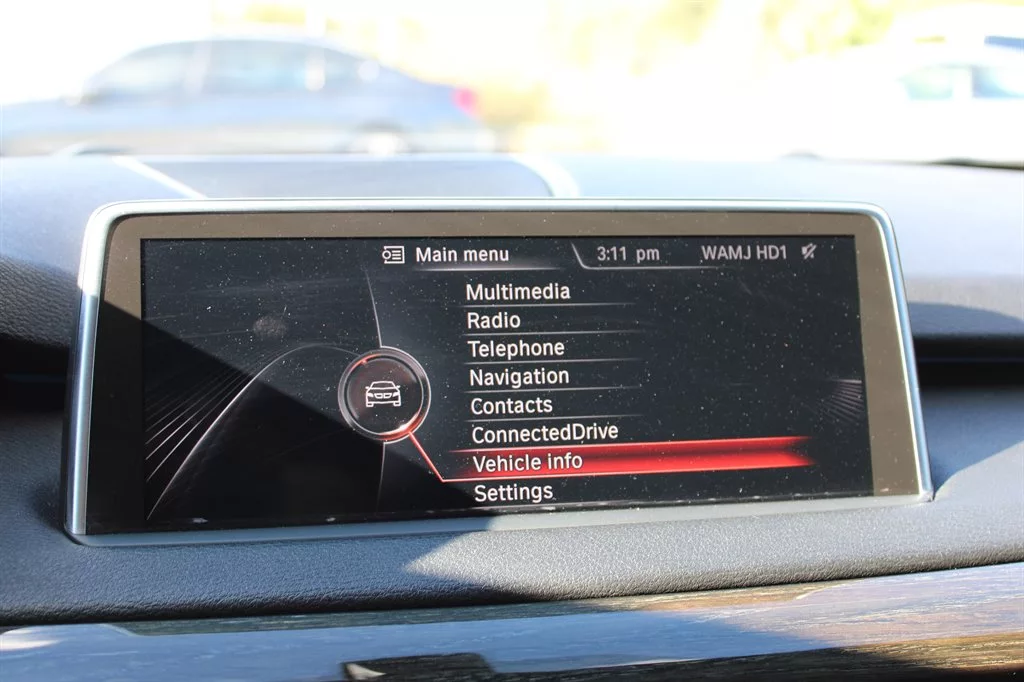 Main menu 3:11 pm WAMJ HD1
Multimedia
Radio
Telephone
Navigation
Contacts
ConnectedDrive
Vehicle info
Settings